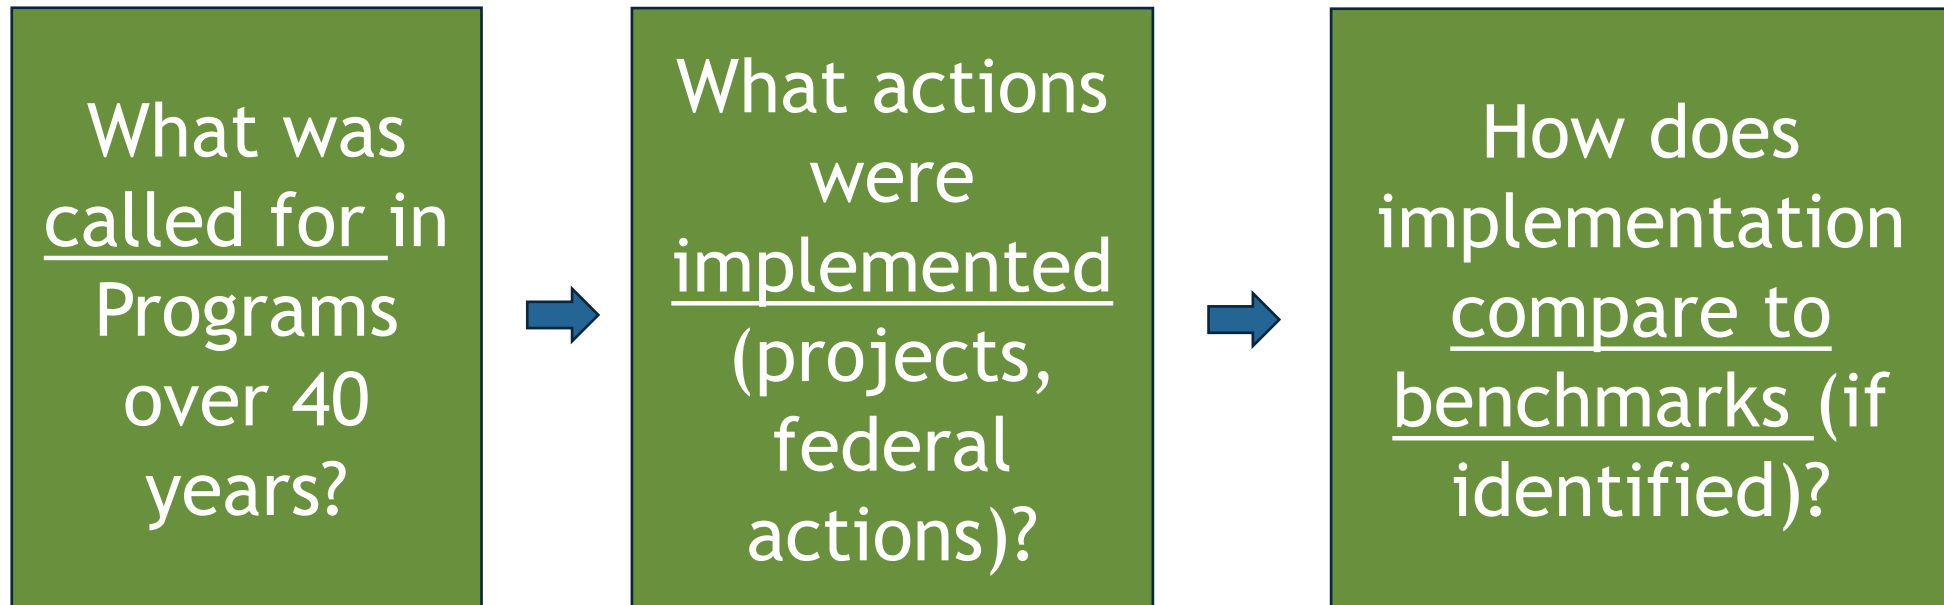 What was
called for in
Programs
over 40
years?
What actions
were
implemented
(projects,
federal
actions)?
How does
implementation
compare to
benchmarks (if
identified)?